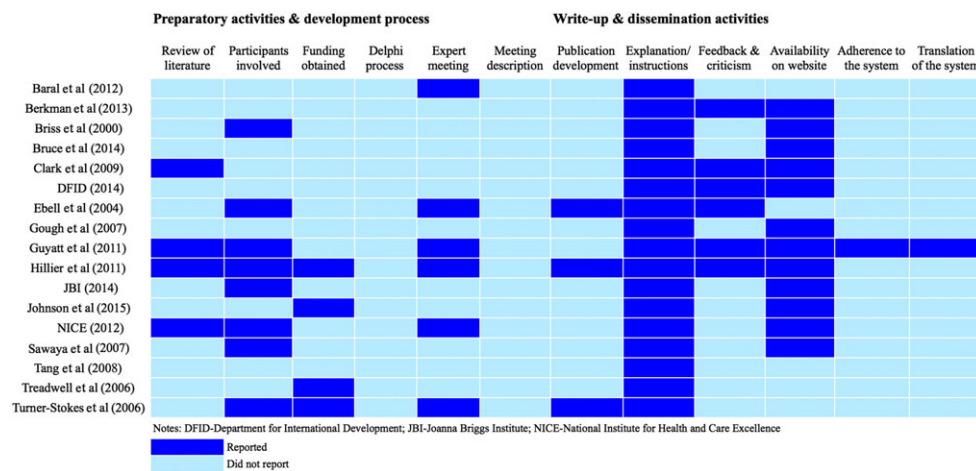 Preparatory activities & development process Write-up & dissemination activities
Review of literature Participants involved Funding obtained Delphi process Expert meeting Meeting description Publication development Explanation/ instructions Feedback & criticism Availability on website Adherence to the system Translation of the system
Baral et al (2012)
Berkman et al (2013)
Briss et al (2000)
Bruce et al (2014)
Clark et al (2009)
DFID (2014)
Ebell et al (2004)
Gough et al (2007)
Guyatt et al (2011)
Hillier et al (2011)
JBI (2014)
Johnson et al (2015)
NICE (2012)
Sawaya et al (2007)
Tang et al (2008)
Treadwell et al (2006)
Turner-Stokes et al (2006)
Notes: DFID-Department for International Development; JBI-Joanna Briggs Institute; NICE-National Institute for Health and Care Excellence
Reported
Did not report